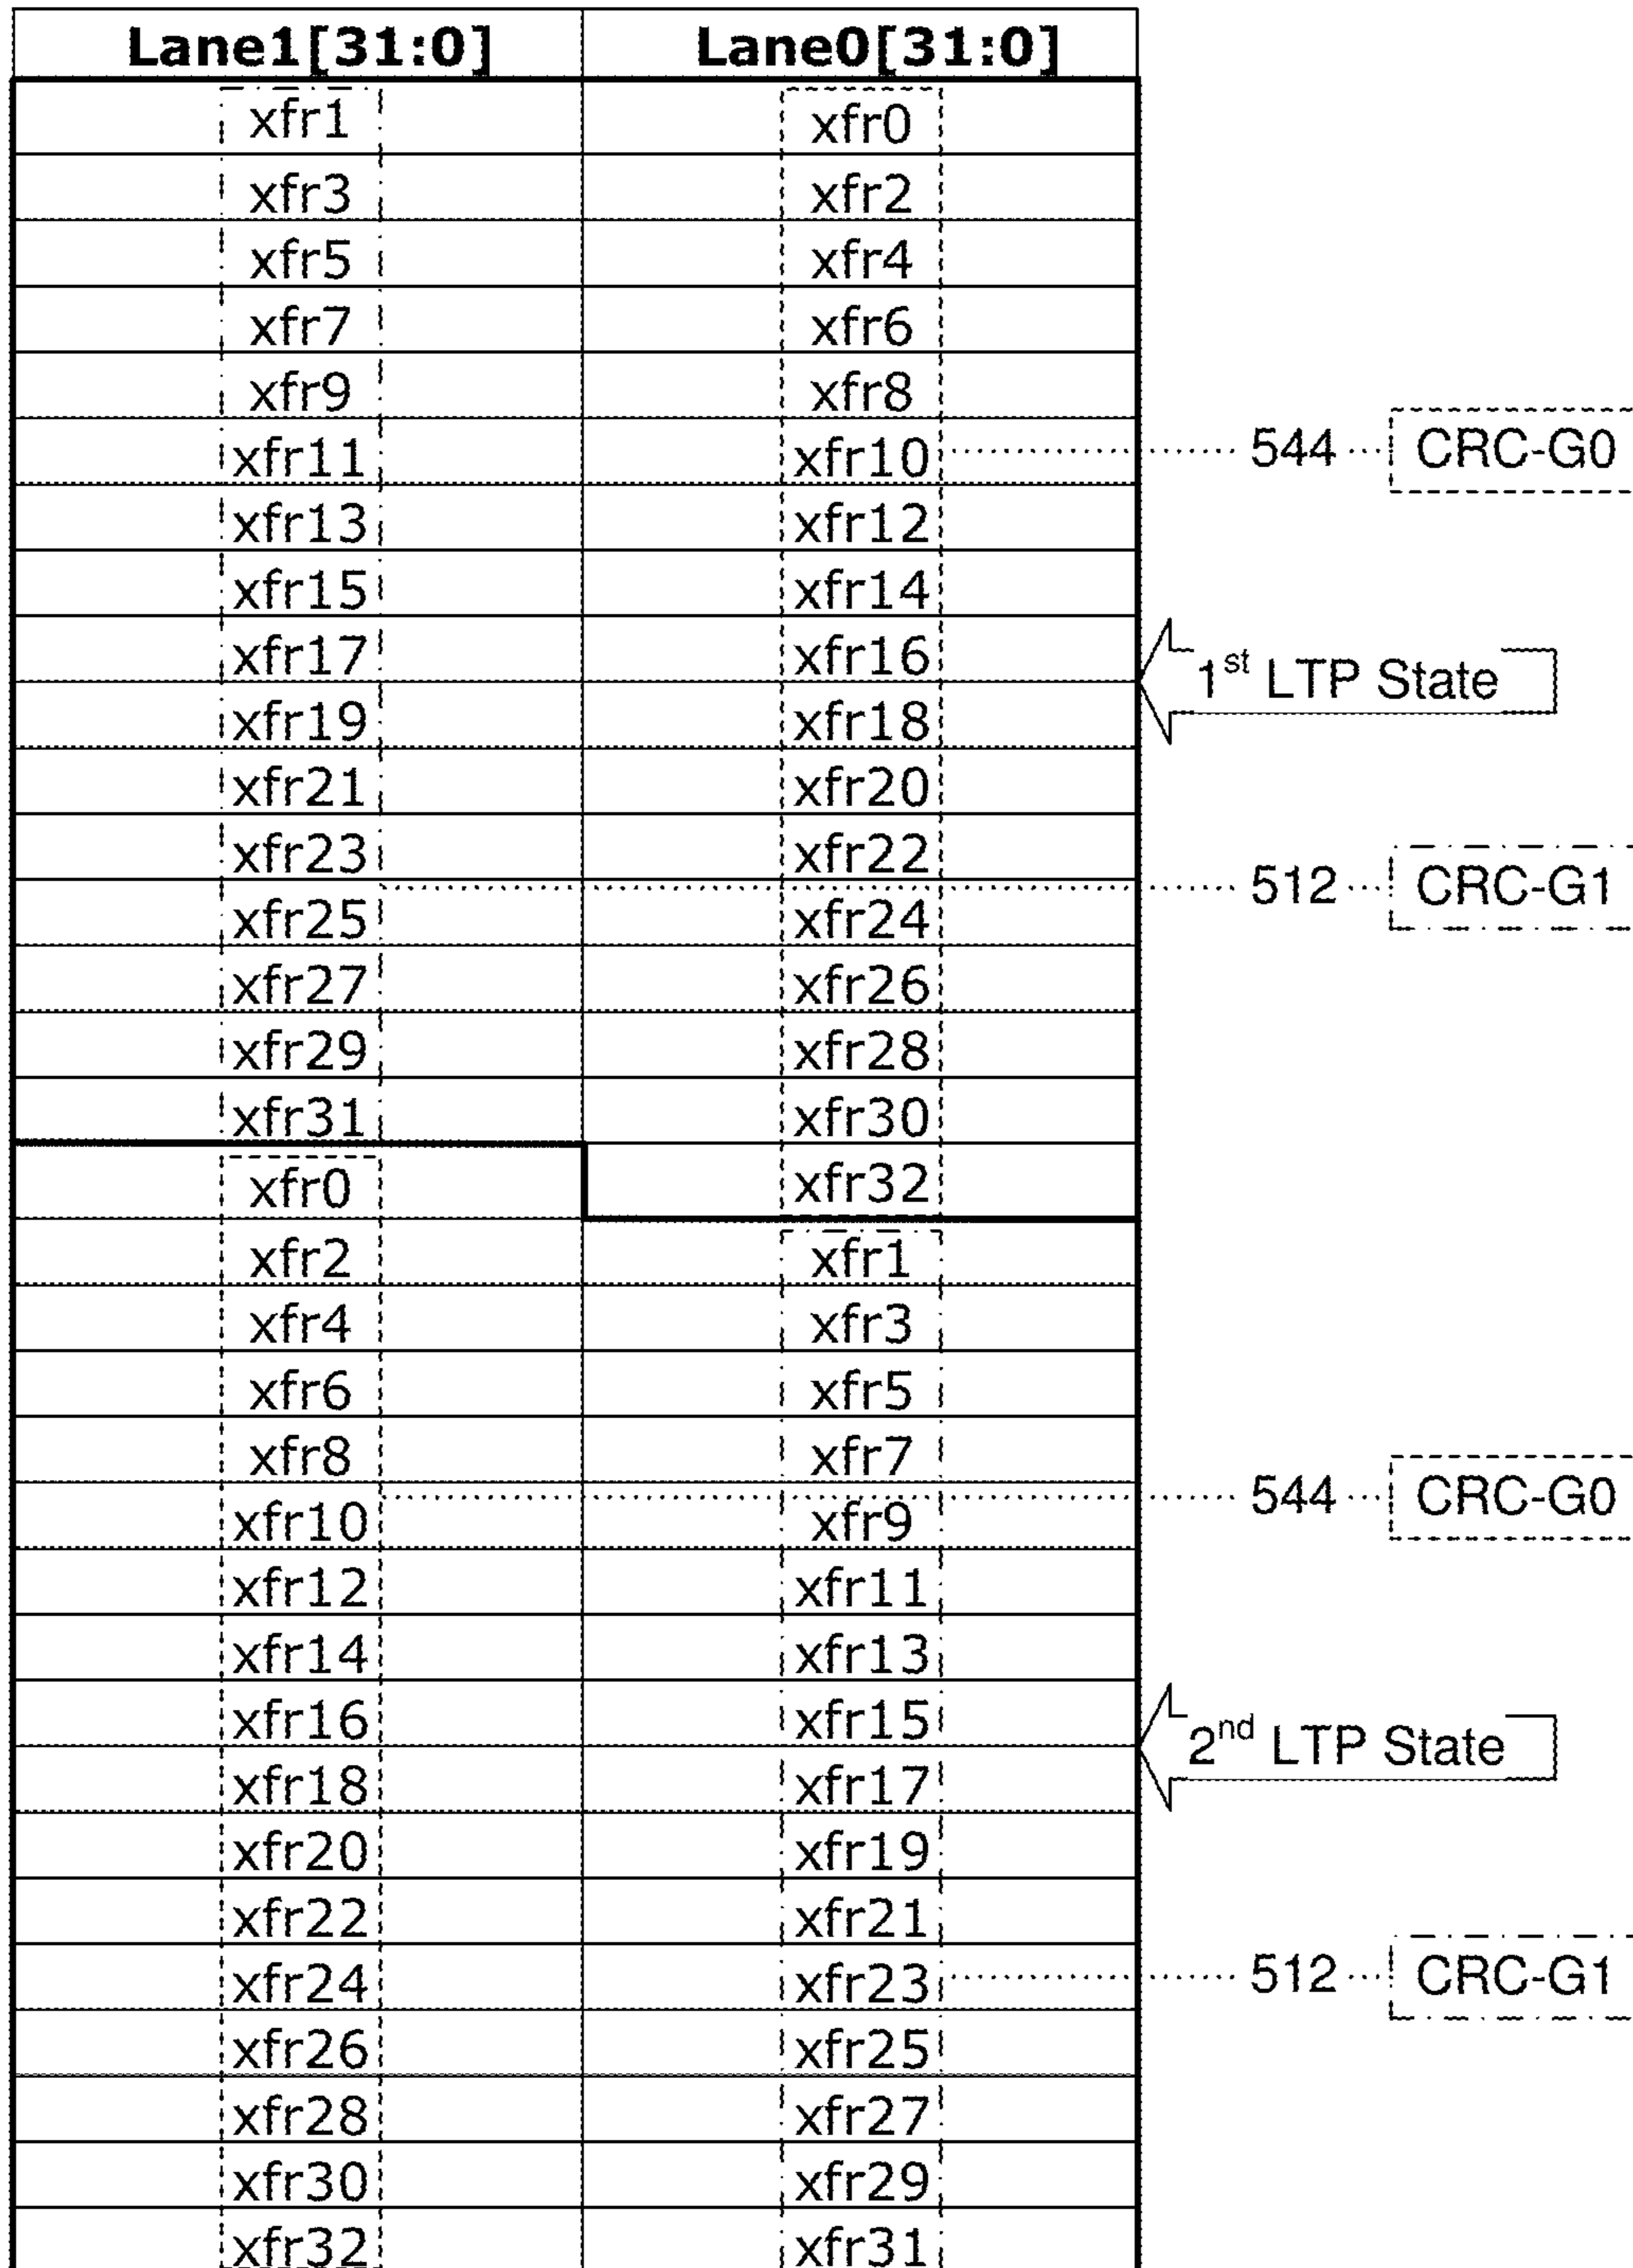 Lane1[31:0] Lane0[31:0]
xfr1 xfr0
xfr3 xfr2
xfr5 xfr4
xfr7 xfr6
xfr9 xfr8
xfr11 xfr10 544 CRC-G0
xfr13 xfr12
xfr15 xfr14
xfr17 xfr16
1st LTP State
xfr19 xfr18
xfr21 xfr20
xfr23 xfr22
512 CRC-G1
xfr25 xfr24
xfr27 xfr26
xfr29 xfr28
xfr31 xfr30
xfr0 xfr32
xfr2 xfr1
xfr4 xfr3
xfr6 xfr5
xfr8 xfr7
544 CRC-G0
xfr10 xfr9
xfr12 xfr11
xfr14 xfr13
xfr16 xfr15
2nd LTP State
xfr18 xfr17
xfr20 xfr19
xfr22 xfr21
xfr24 xfr23 512 CRC-G1
xfr26 xfr25
xfr28 xfr27
xfr30 xfr29
xfr32 xfr31